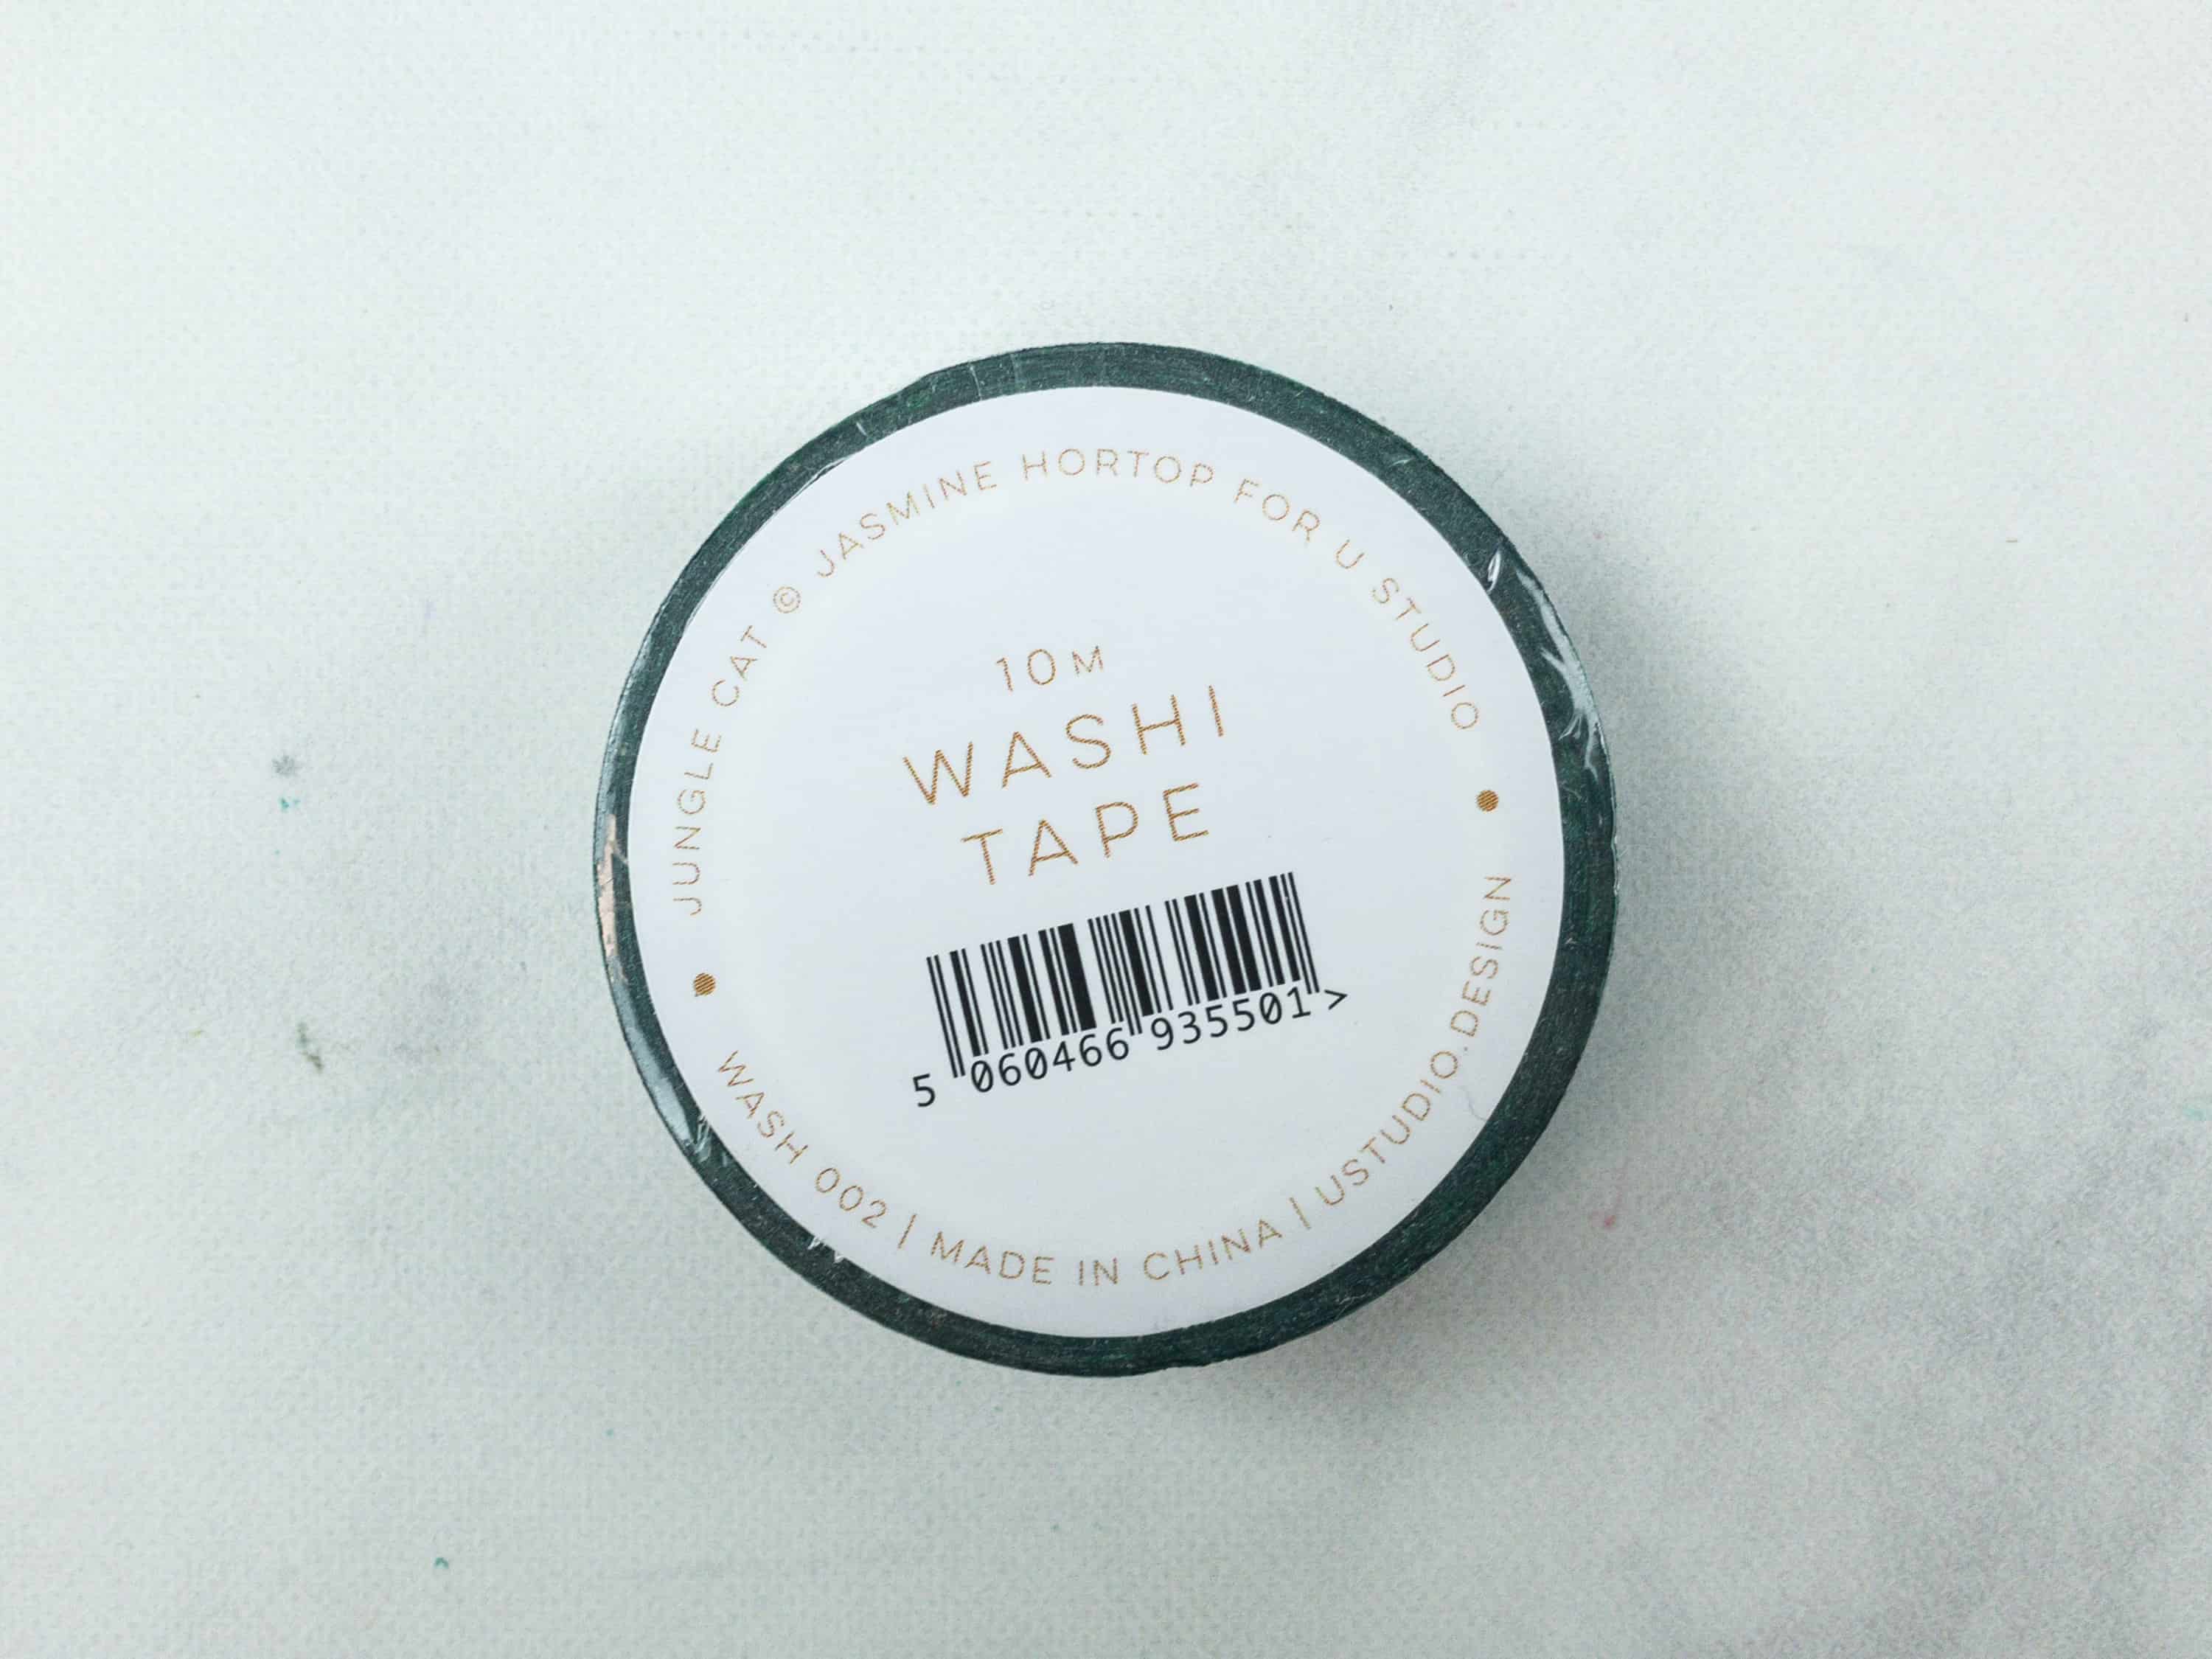 JUNGLE CAT © JASMINE HORTOP FOR U STUDIO
10M
WASHI
TAPE
5 060466 935501 >
WASH 002 | MADE IN CHINA | USTUDIO.DESIGN